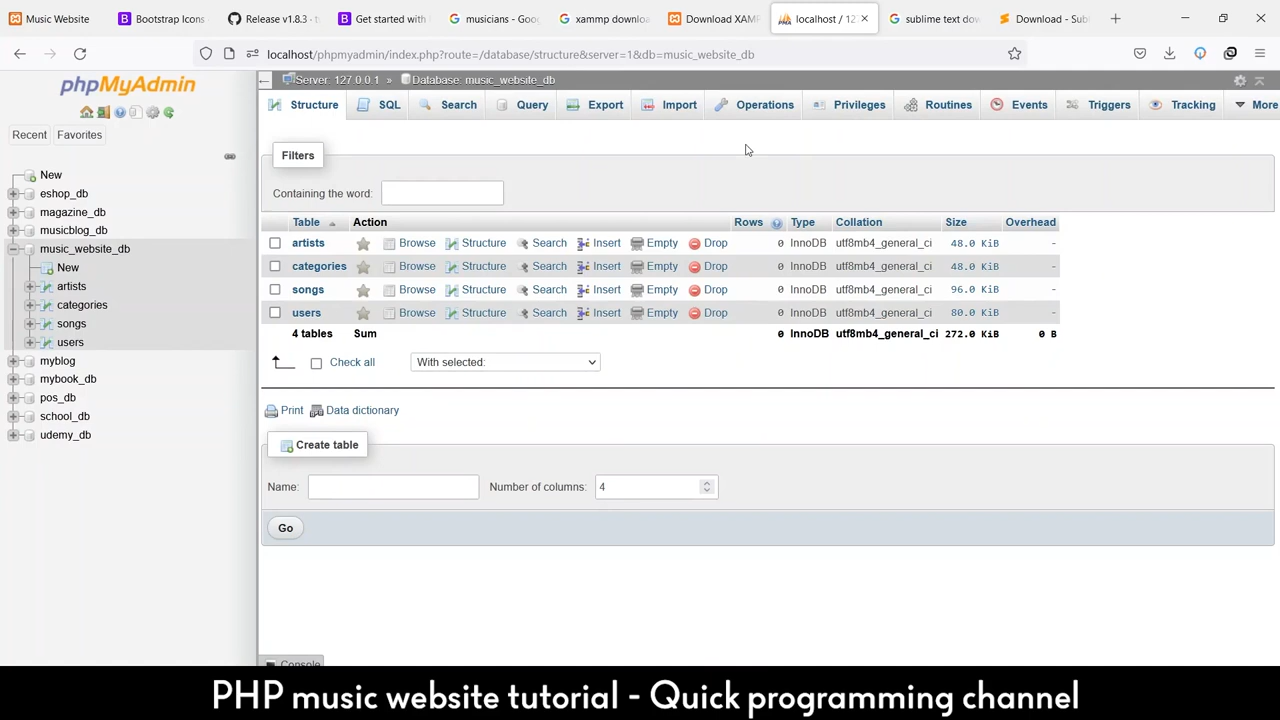 Music Website
Bootstrap Icons
Release v1.8.3 - t
Get started with
musicians - Goo
xammp downlo
Download XAM
localhost / 12
sublime text dow
Download - Sub
localhost/phpmyadmin/index.php?route=/database/structure&server=1&db=music_website_db
phpMyAdmin
Recent Favorites
New
eshop_db
magazine_db
musicblog_db
music_website_db
New
artists
categories
songs
users
myblog
mybook_db
pos_db
school_db
udemy_db
Server: 127.0.0.1 » Database: music_website_db
Structure SQL Search Query Export Import Operations Privileges Routines Events Triggers Tracking More
Filters
Containing the word:
Table Action Rows Type Collation Size Overhead
artists Browse Structure Search Insert Empty Drop 0 InnoDB utf8mb4_general_ci 48.0 KiB -
categories Browse Structure Search Insert Empty Drop 0 InnoDB utf8mb4_general_ci 48.0 KiB -
songs Browse Structure Search Insert Empty Drop 0 InnoDB utf8mb4_general_ci 96.0 KiB -
users Browse Structure Search Insert Empty Drop 0 InnoDB utf8mb4_general_ci 80.0 KiB -
4 tables Sum 0 InnoDB utf8mb4_general_ci 272.0 KiB 0 B
Check all With selected:
Print Data dictionary
Create table
Name: Number of columns: 4
Go
Console
PHP music website tutorial - Quick programming channel